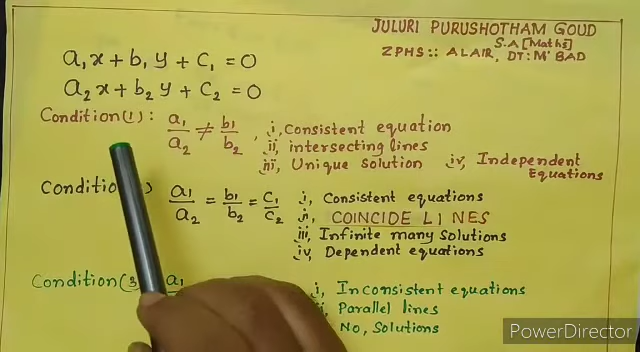 JULURI PURUSHOTHAM GOUD
S.A [Maths]
ZPHS :: ALAIR, DT: M' BAD
a₁x + b₁y + c₁ = 0
a₂x + b₂y + c₂ = 0
Condition(1): a₁/a₂ ≠ b₁/b₂ , i, Consistent equation
ii, intersecting lines
iii, Unique solution iv, Independent Equations
a₁/a₂ = b₁/b₂ = c₁/c₂ i, Consistent equations
ii, COINCIDE LINES
iii, Infinite many Solutions
iv, Dependent equations
Condition(3 a₁ i, Inconsistent equations
Parallel lines
No, Solutions
PowerDirector